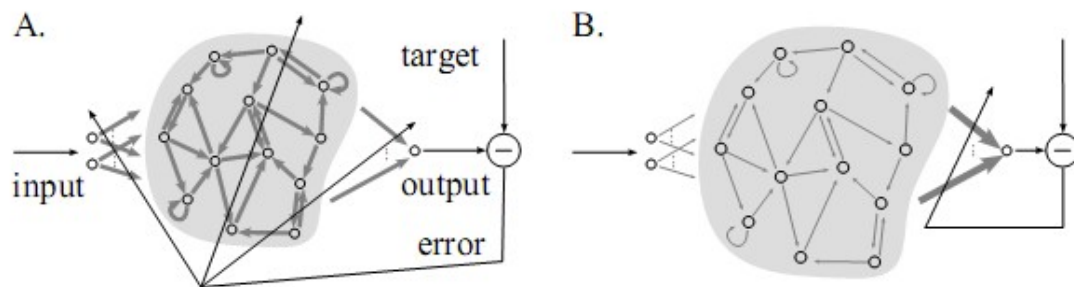 A.
target
input
output
error
B.